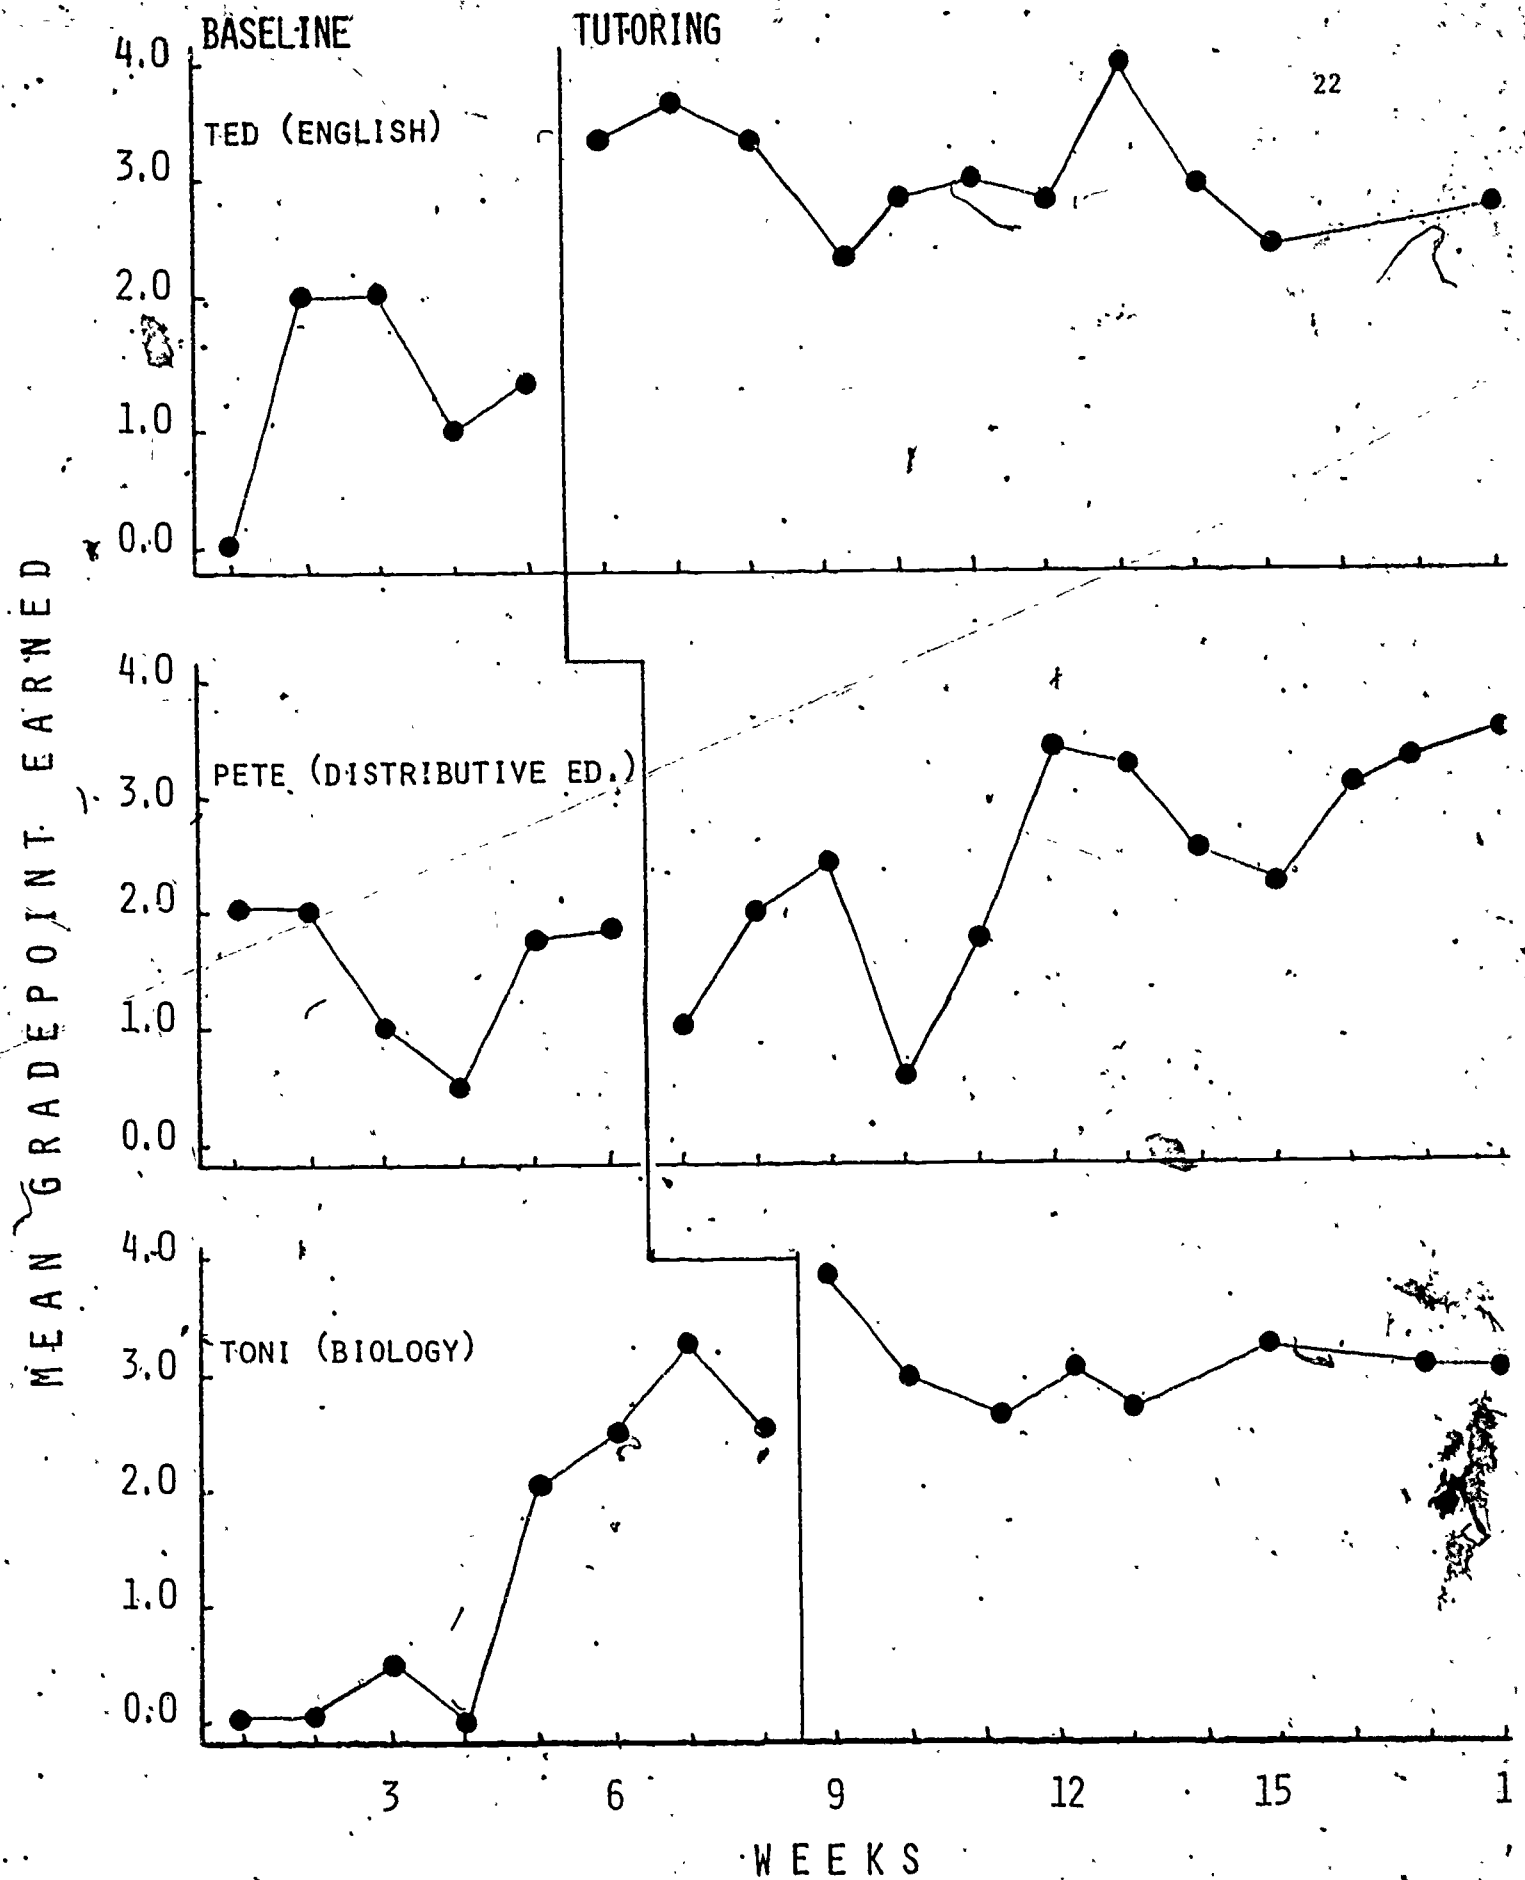 BASELINE TUTORING
22
4.0
TED (ENGLISH)
3.0
2.0
1.0
0.0
4.0
PETE (DISTRIBUTIVE ED.)
3.0
2.0
1.0
0.0
4.0
TONI (BIOLOGY)
3.0
2.0
1.0
0.0
3 6 9 12 15 1
WEEKS
MEAN GRADEPOINT EARNED